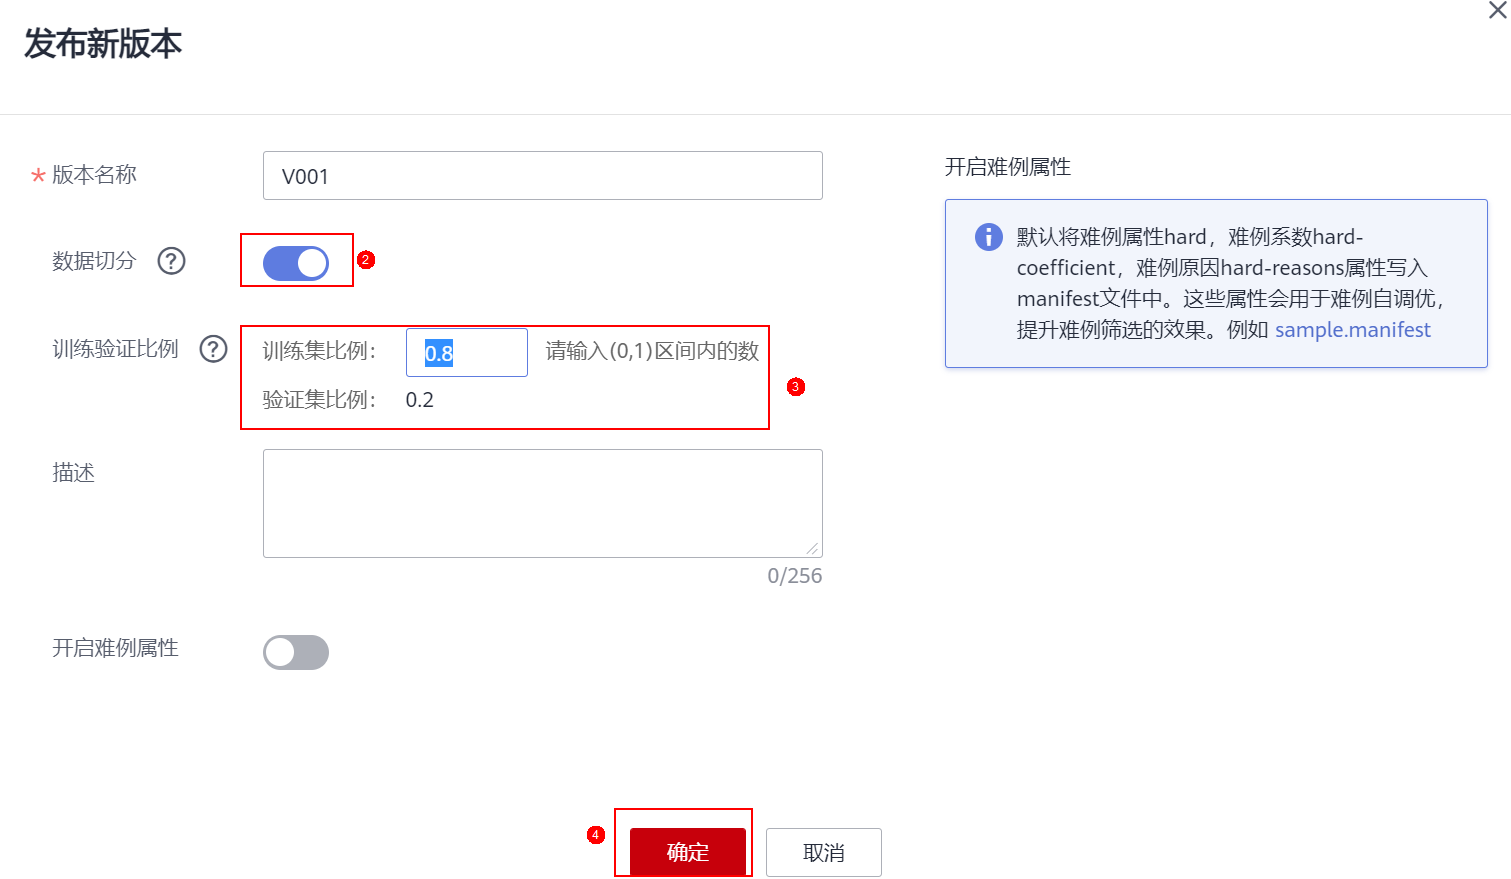 发布新版本
* 版本名称
V001
数据切分 ?
2
训练验证比例 ?
训练集比例： 0.8 请输入(0,1)区间内的数
验证集比例： 0.2
3
描述
0/256
开启难例属性
开启难例属性
默认将难例属性hard，难例系数hard-
coefficient，难例原因hard-reasons属性写入
manifest文件中。这些属性会用于难例自调优，
提升难例筛选的效果。例如 sample.manifest
4
确定
取消